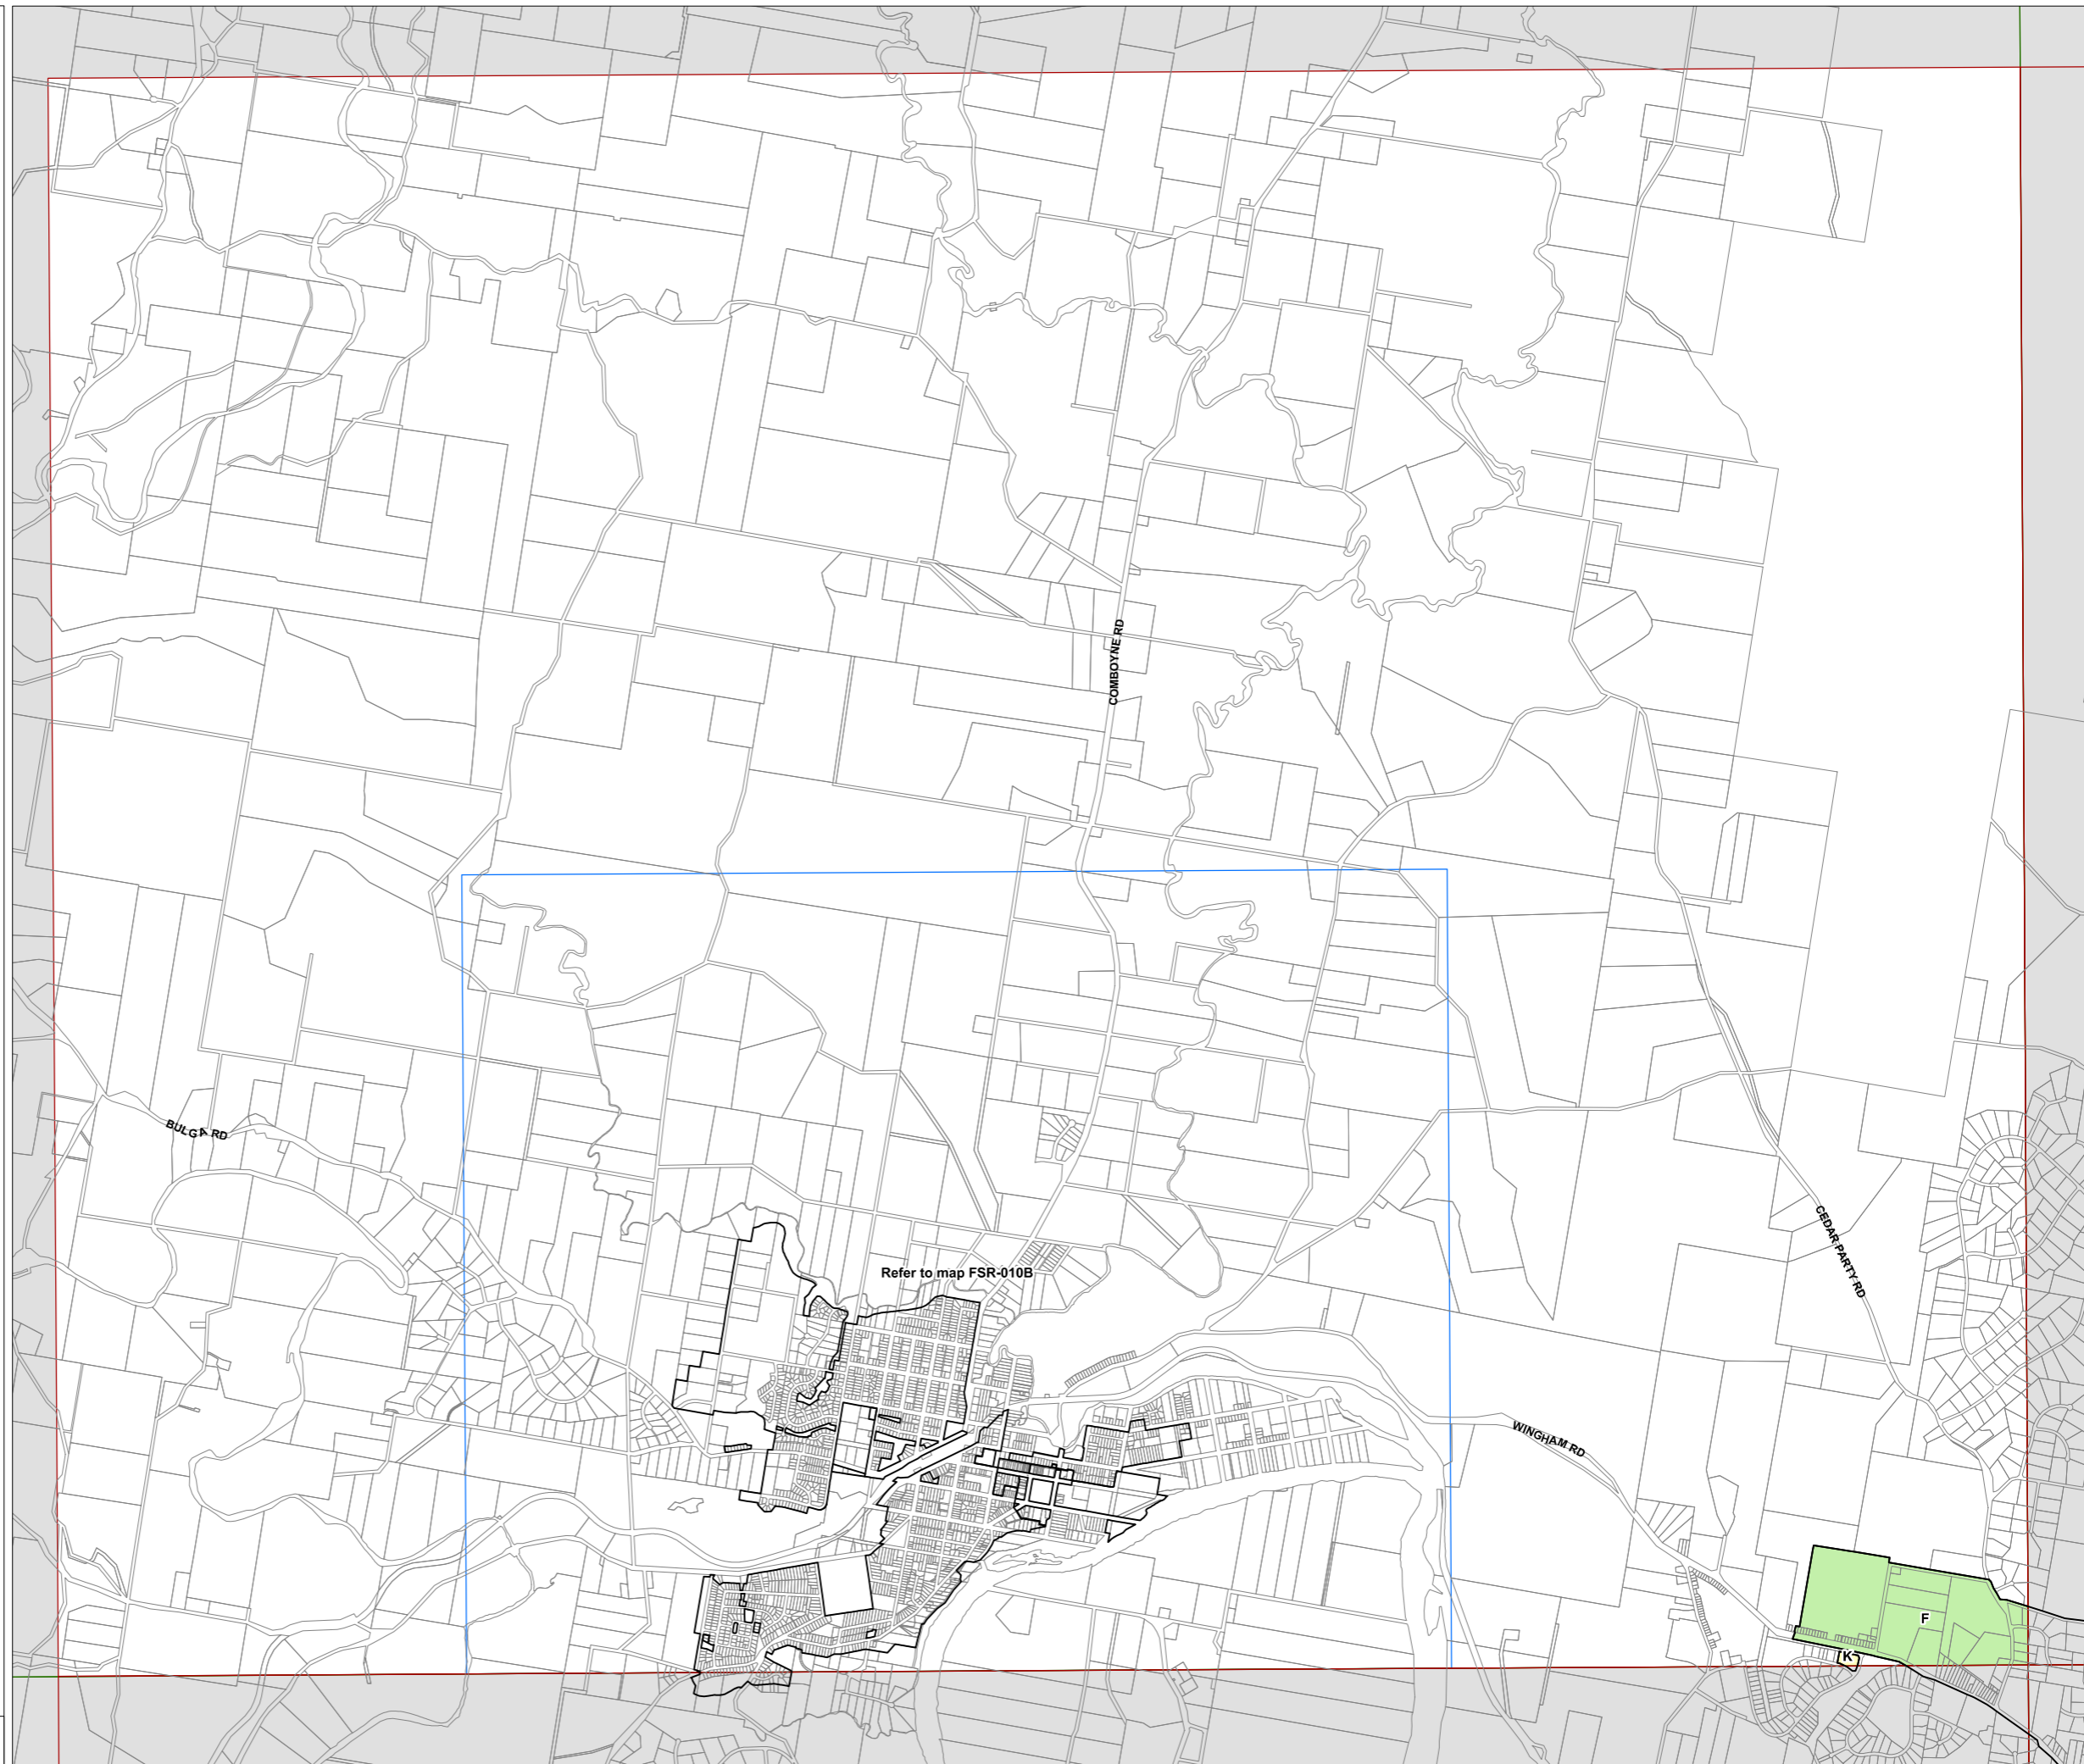 COMBOYNE RD
BULGA RD
CEDAR PARTY RD
Refer to map FSR-010B
WINGHAM RD
F
K